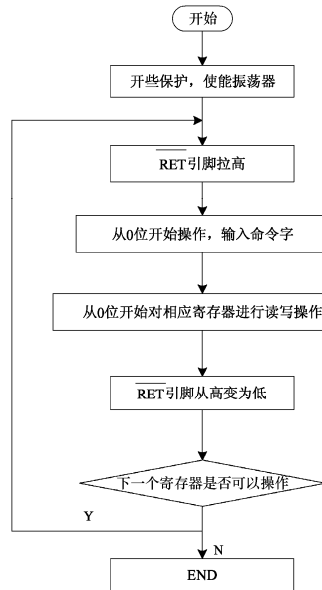 开始
开些保护，使能振荡器
RET引脚拉高
从0位开始操作，输入命令字
从0位开始对相应寄存器进行读写操作
RET引脚从高变为低
下一个寄存器是否可以操作
Y
N
END